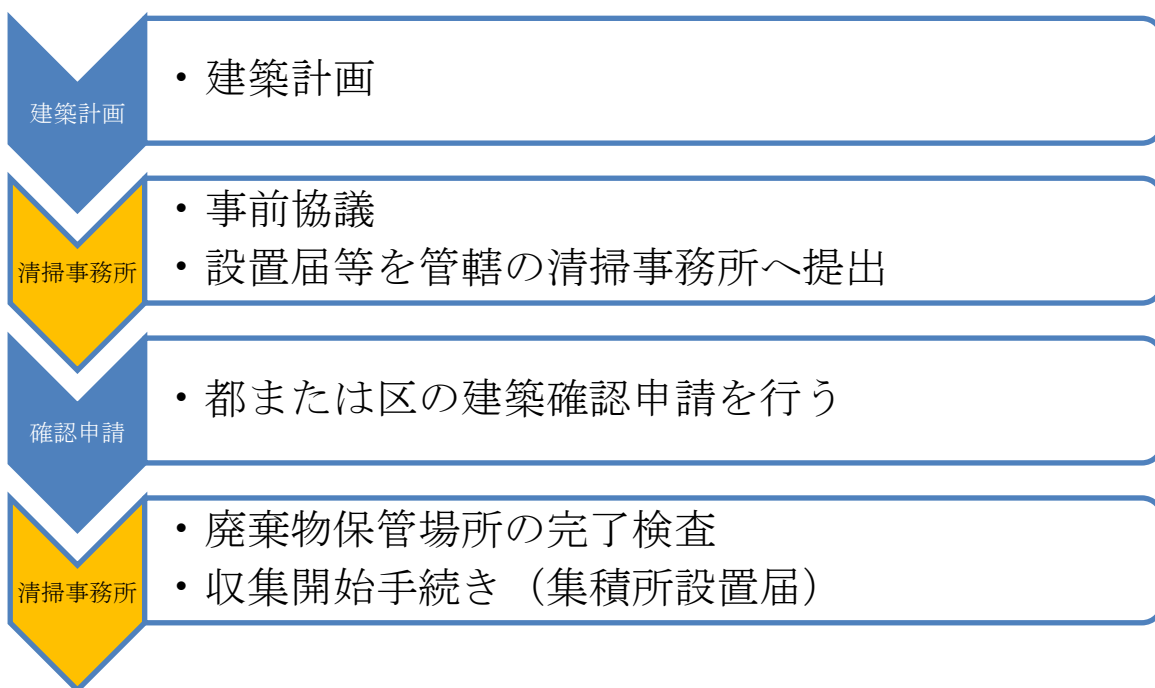 建築計画
・建築計画
清掃事務所
・事前協議
・設置届等を管轄の清掃事務所へ提出
確認申請
・都または区の建築確認申請を行う
清掃事務所
・廃棄物保管場所の完了検査
・収集開始手続き（集積所設置届）